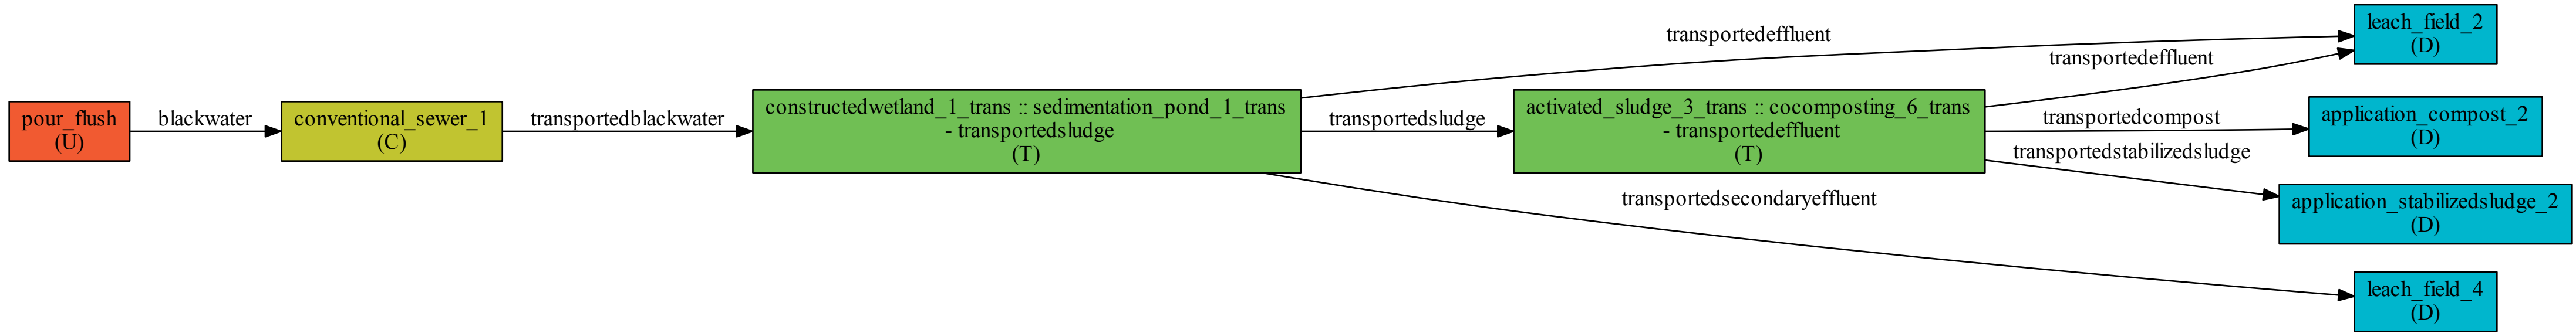 pour_flush
(U)
blackwater
conventional_sewer_1
(C)
transportedblackwater
constructedwetland_1_trans :: sedimentation_pond_1_trans
- transportedsludge
(T)
transportedeffluent
transportedsludge
transportedsecondaryeffluent
activated_sludge_3_trans :: cocomposting_6_trans
- transportedeffluent
(T)
transportedeffluent
transportedcompost
transportedstabilizedsludge
leach_field_2
(D)
application_compost_2
(D)
application_stabilizedsludge_2
(D)
leach_field_4
(D)